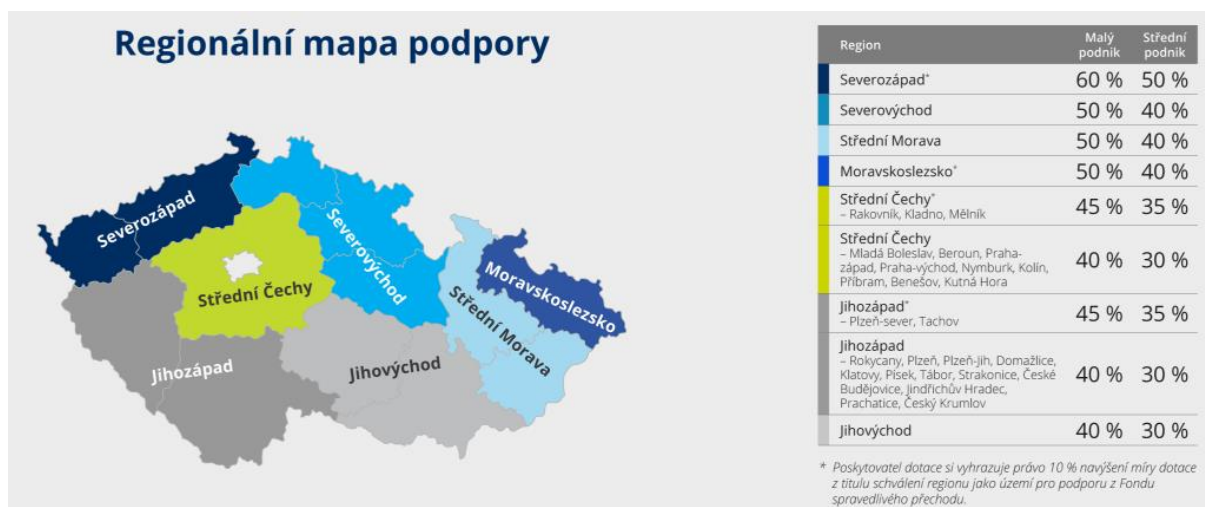 Regionální mapa podpory
Severozápad
Severovýchod
Střední Čechy
Moravskoslezsko
Střední Morava
Jihozápad
Jihovýchod
Region Malý podnik Střední podnik
Severozápad* 60 % 50 %
Severovýchod 50 % 40 %
Střední Morava 50 % 40 %
Moravskoslezsko* 50 % 40 %
Střední Čechy*
– Rakovník, Kladno, Mělník
45 % 35 %
Střední Čechy
– Mladá Boleslav, Beroun, Praha-
západ, Praha-východ, Nymburk, Kolín,
Příbram, Benešov, Kutná Hora
40 % 30 %
Jihozápad*
– Plzeň-sever, Tachov
45 % 35 %
Jihozápad
– Rokycany, Plzeň, Plzeň-Jih, Domažlice,
Klatovy, Písek, Tábor, Strakonice, České
Budějovice, Jindřichův Hradec,
Prachatice, Český Krumlov
40 % 30 %
Jihovýchod 40 % 30 %
* Poskytovatel dotace si vyhrazuje právo 10 % navýšení míry dotace
z titulu schválení regionu jako území pro podporu z Fondu
spravedlivého přechodu.